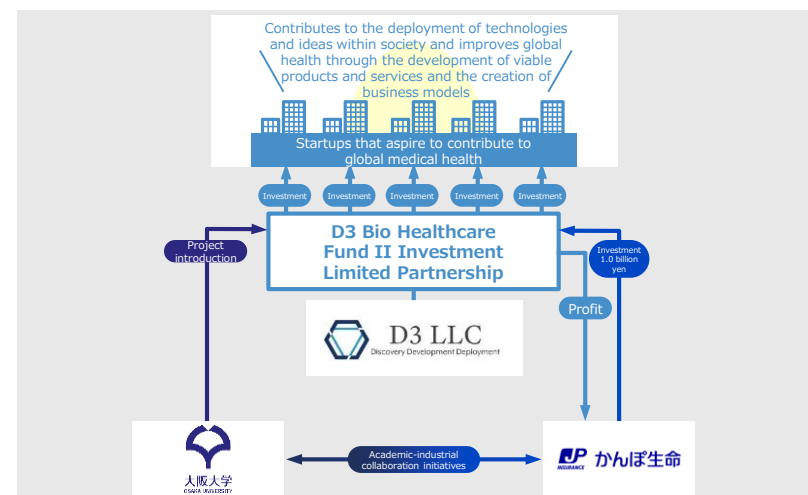 Contributes to the deployment of technologies
and ideas within society and improves global
health through the development of viable
products and services and the creation of
business models
Startups that aspire to contribute to
global medical health
Investment
Investment
Investment
Investment
Investment
D3 Bio Healthcare
Fund II Investment
Limited Partnership
Project
introduction
Investment
1.0 billion
yen
Profit
D3 LLC
Discovery Development Deployment
大阪大学
OSAKA UNIVERSITY
Academic-industrial
collaboration initiatives
JP
INSURANCE
かんぽ生命